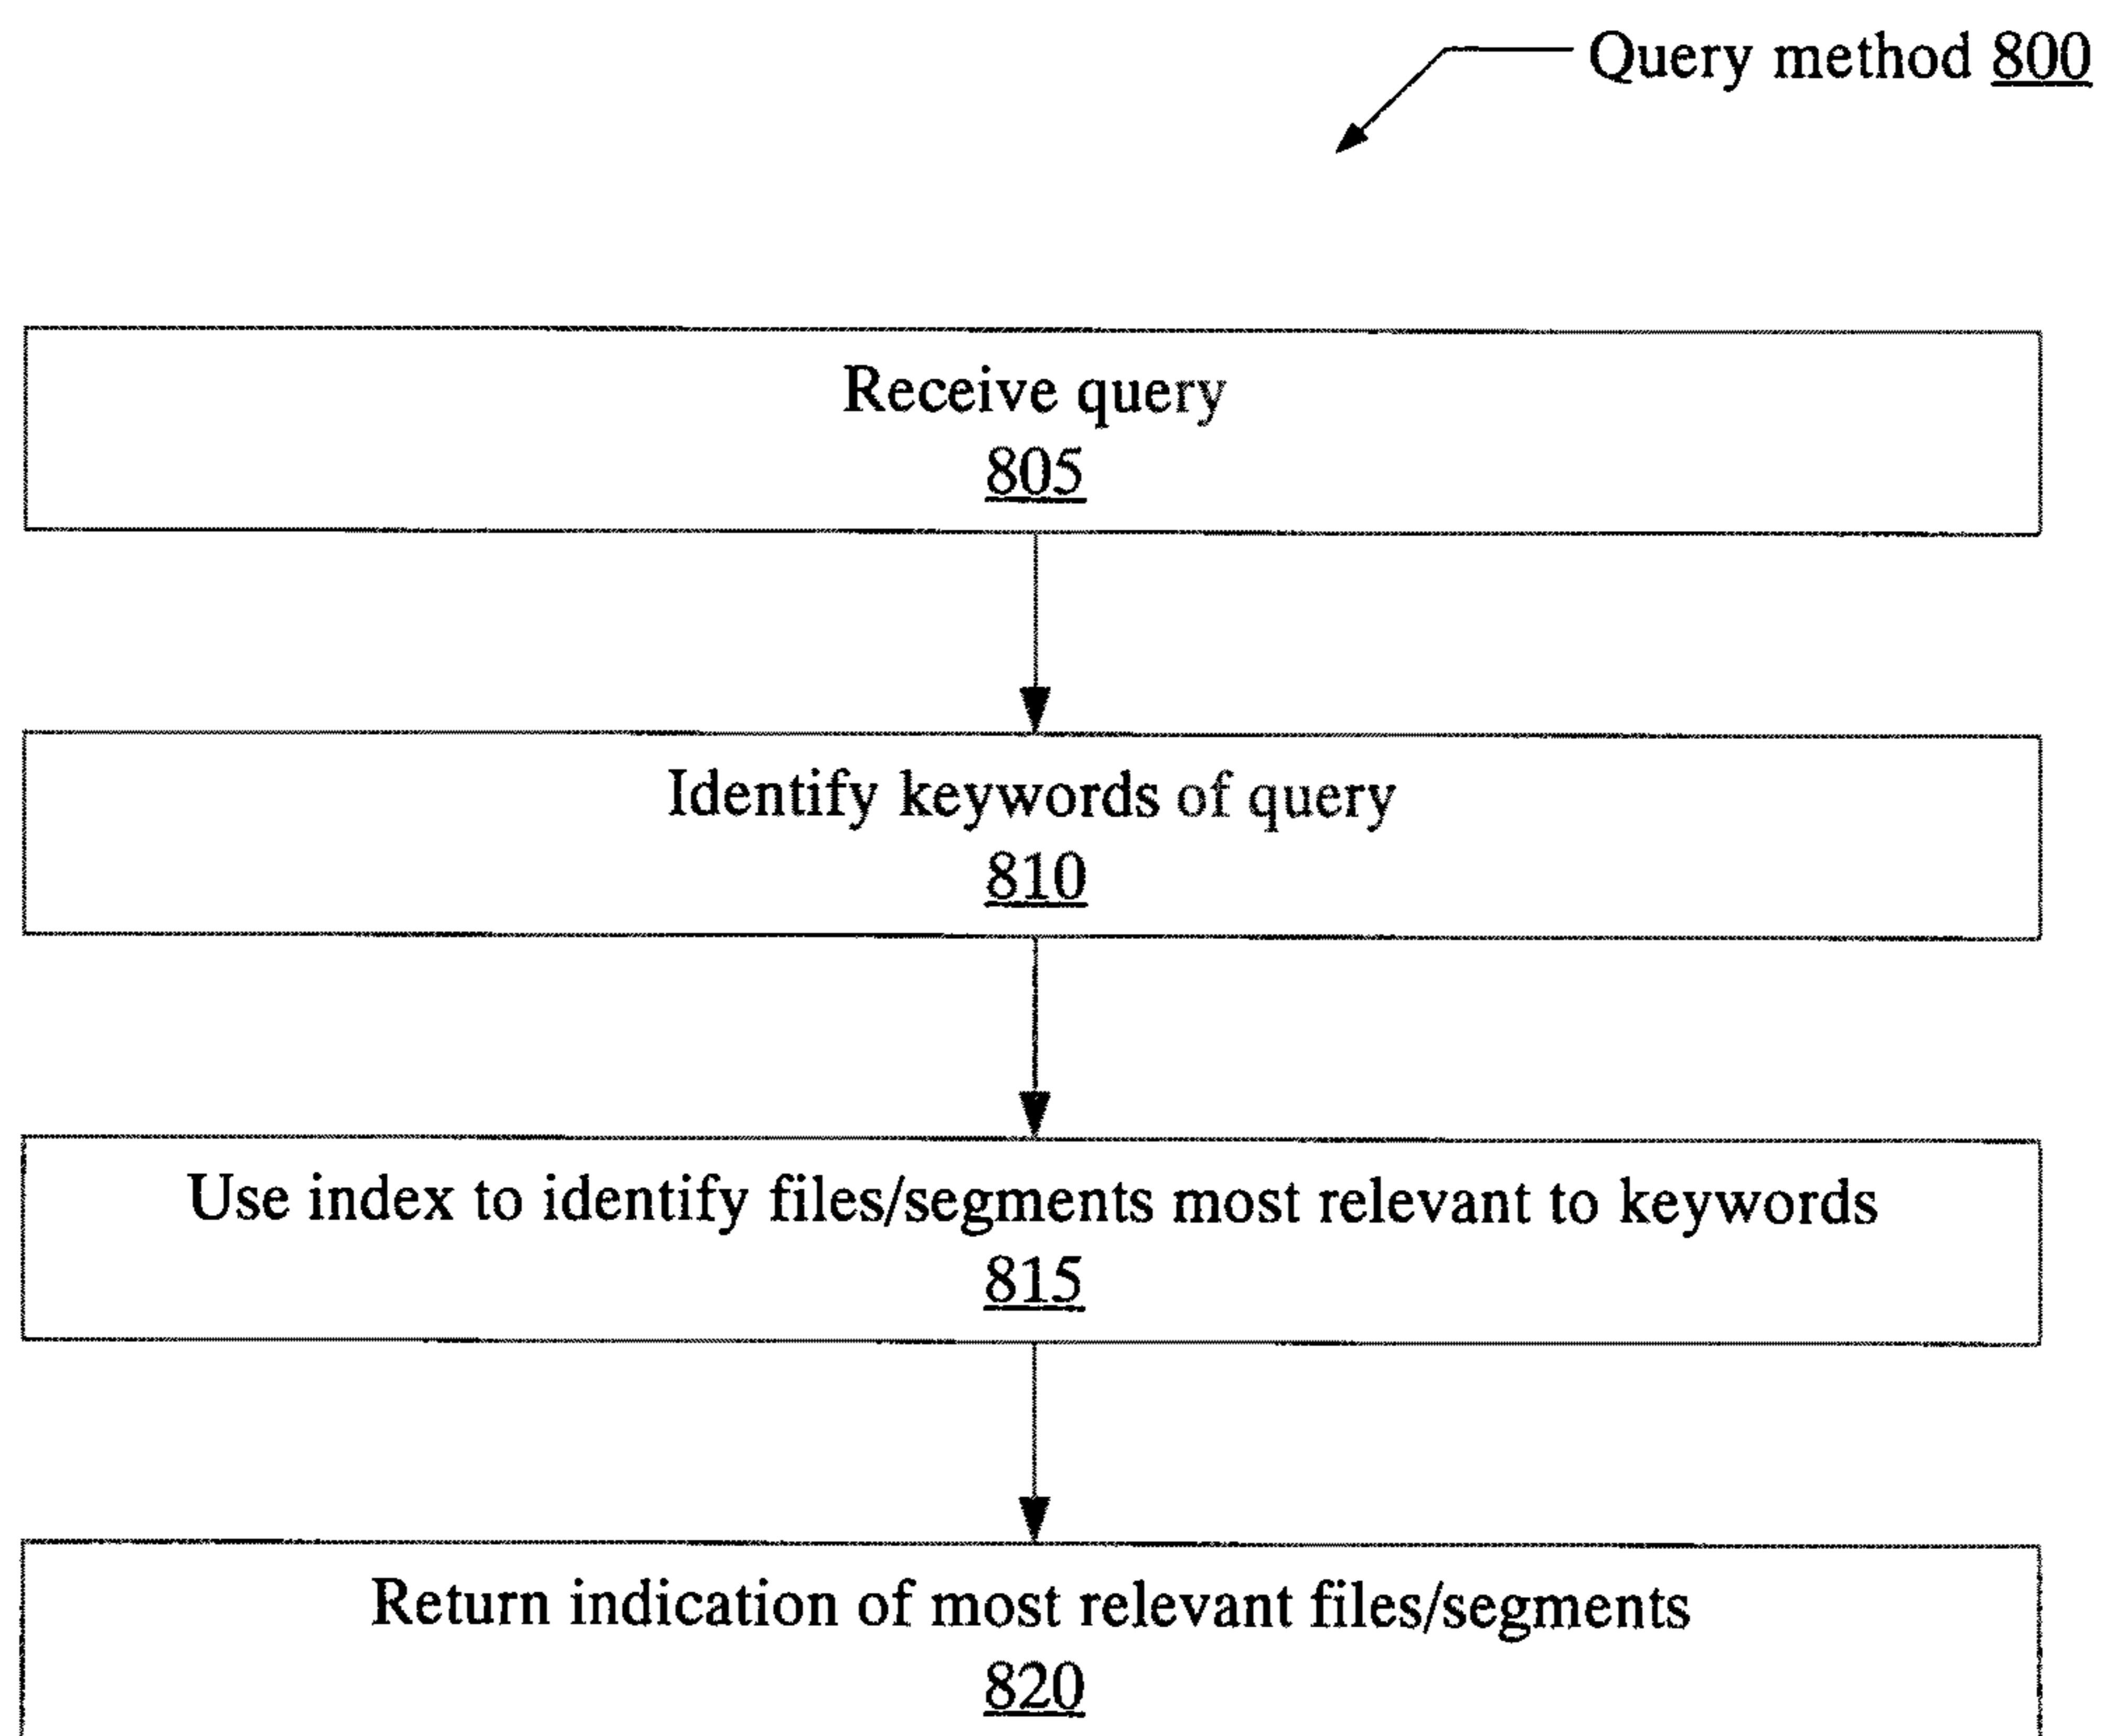 Query method 800
Receive query
805
Identify keywords of query
810
Use index to identify files/segments most relevant to keywords
815
Return indication of most relevant files/segments
820